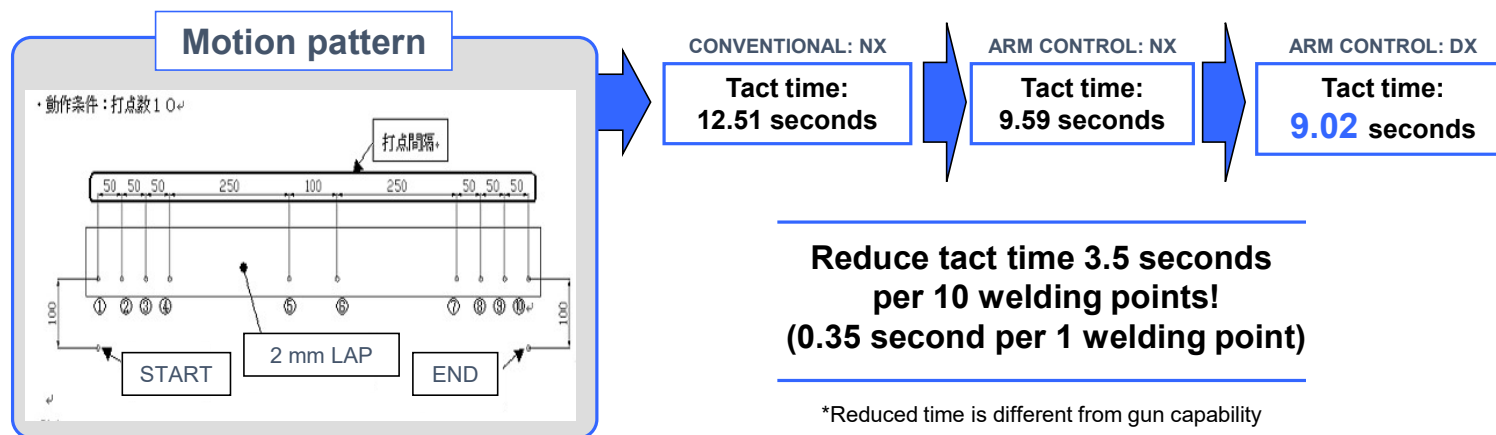 Motion pattern
・動作条件：打点数１０↵
打点間隔
50 50 50 250 100 250 50 50 50
① ② ③ ④ ⑤ ⑥ ⑦ ⑧ ⑨ ⑩↵
100
100
START
2 mm LAP
END
↵
CONVENTIONAL: NX
Tact time:
12.51 seconds
ARM CONTROL: NX
Tact time:
9.59 seconds
ARM CONTROL: DX
Tact time:
9.02 seconds
Reduce tact time 3.5 seconds
per 10 welding points!
(0.35 second per 1 welding point)
*Reduced time is different from gun capability